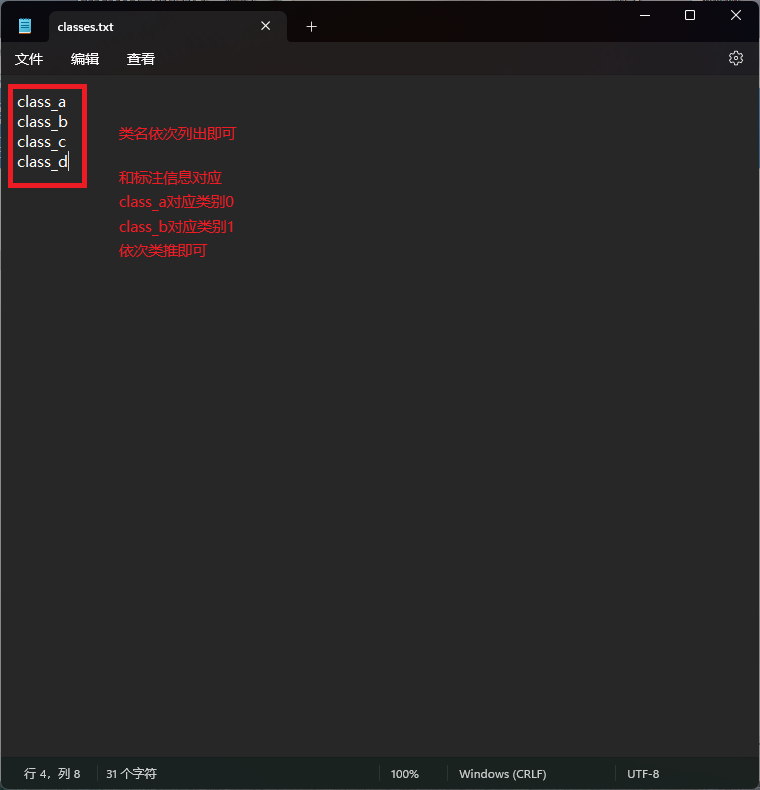 classes.txt
文件 编辑 查看
class_a
class_b
class_c
class_d
类名依次列出即可
和标注信息对应
class_a对应类别0
class_b对应类别1
依次类推即可
行 4，列 8 31 个字符 100% Windows (CRLF) UTF-8